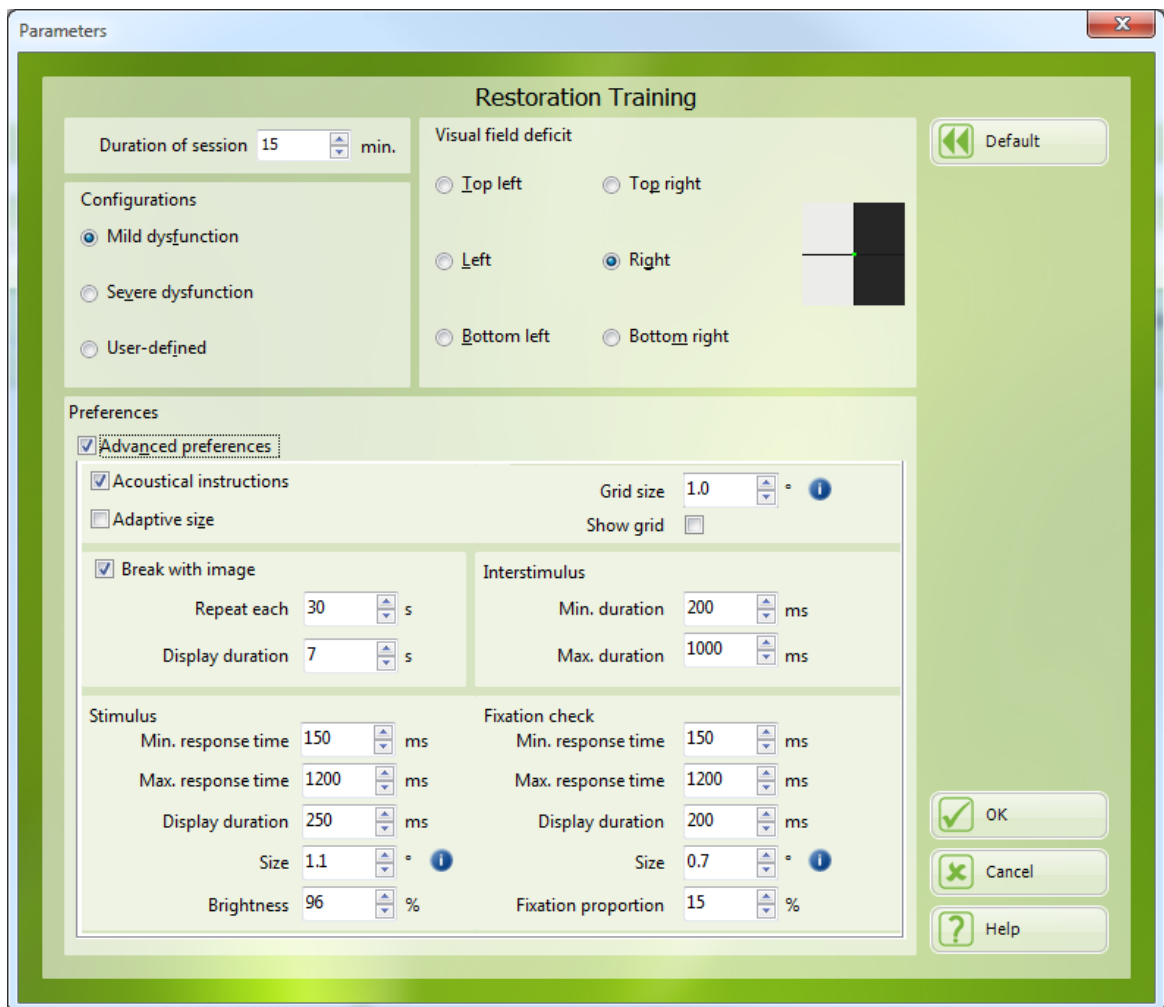 Parameters
Restoration Training
Duration of session 15 min.
Configurations
Mild dysfunction
Severe dysfunction
User-defined
Visual field deficit
Top left Top right
Left Right
Bottom left Bottom right
Default
Preferences
Advanced preferences
Acoustical instructions
Adaptive size
Grid size 1.0 °
Show grid
Break with image
Repeat each 30 s
Display duration 7 s
Interstimulus
Min. duration 200 ms
Max. duration 1000 ms
Stimulus
Min. response time 150 ms
Max. response time 1200 ms
Display duration 250 ms
Size 1.1 °
Brightness 96 %
Fixation check
Min. response time 150 ms
Max. response time 1200 ms
Display duration 200 ms
Size 0.7 °
Fixation proportion 15 %
OK
Cancel
Help